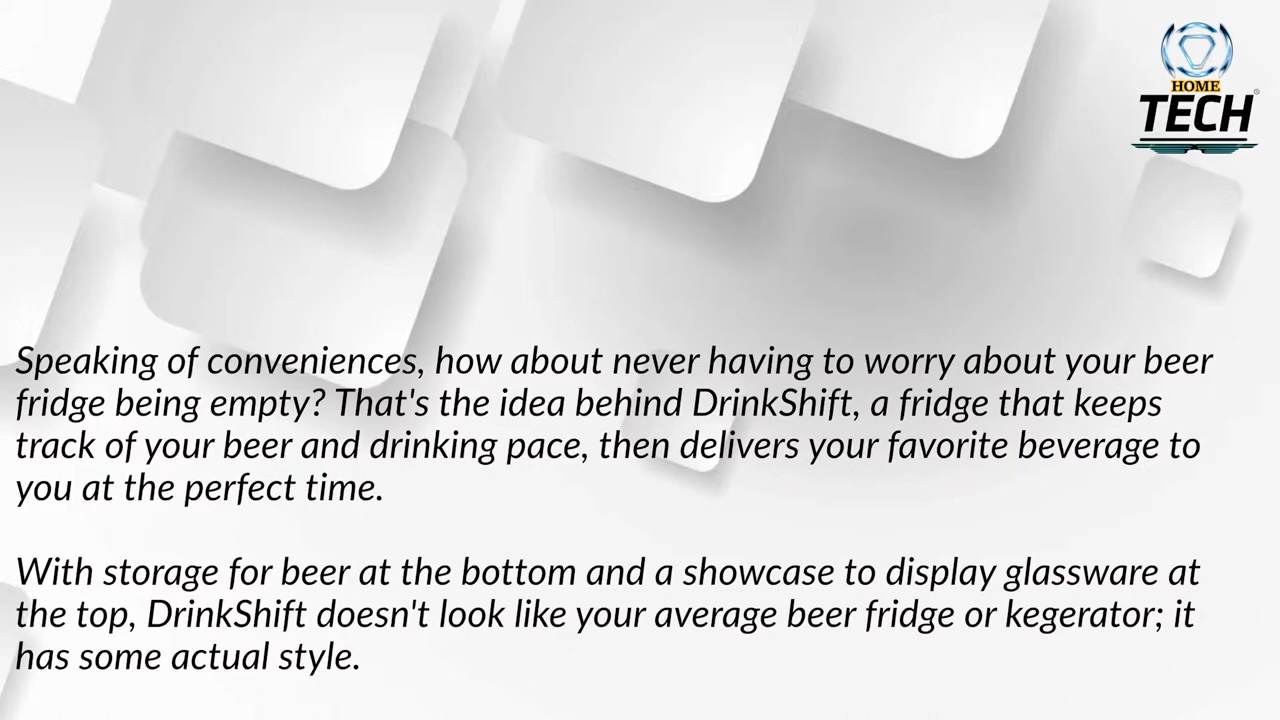 HOME
TECH®
Speaking of conveniences, how about never having to worry about your beer
fridge being empty? That's the idea behind DrinkShift, a fridge that keeps
track of your beer and drinking pace, then delivers your favorite beverage to
you at the perfect time.
With storage for beer at the bottom and a showcase to display glassware at
the top, DrinkShift doesn't look like your average beer fridge or kegerator; it
has some actual style.